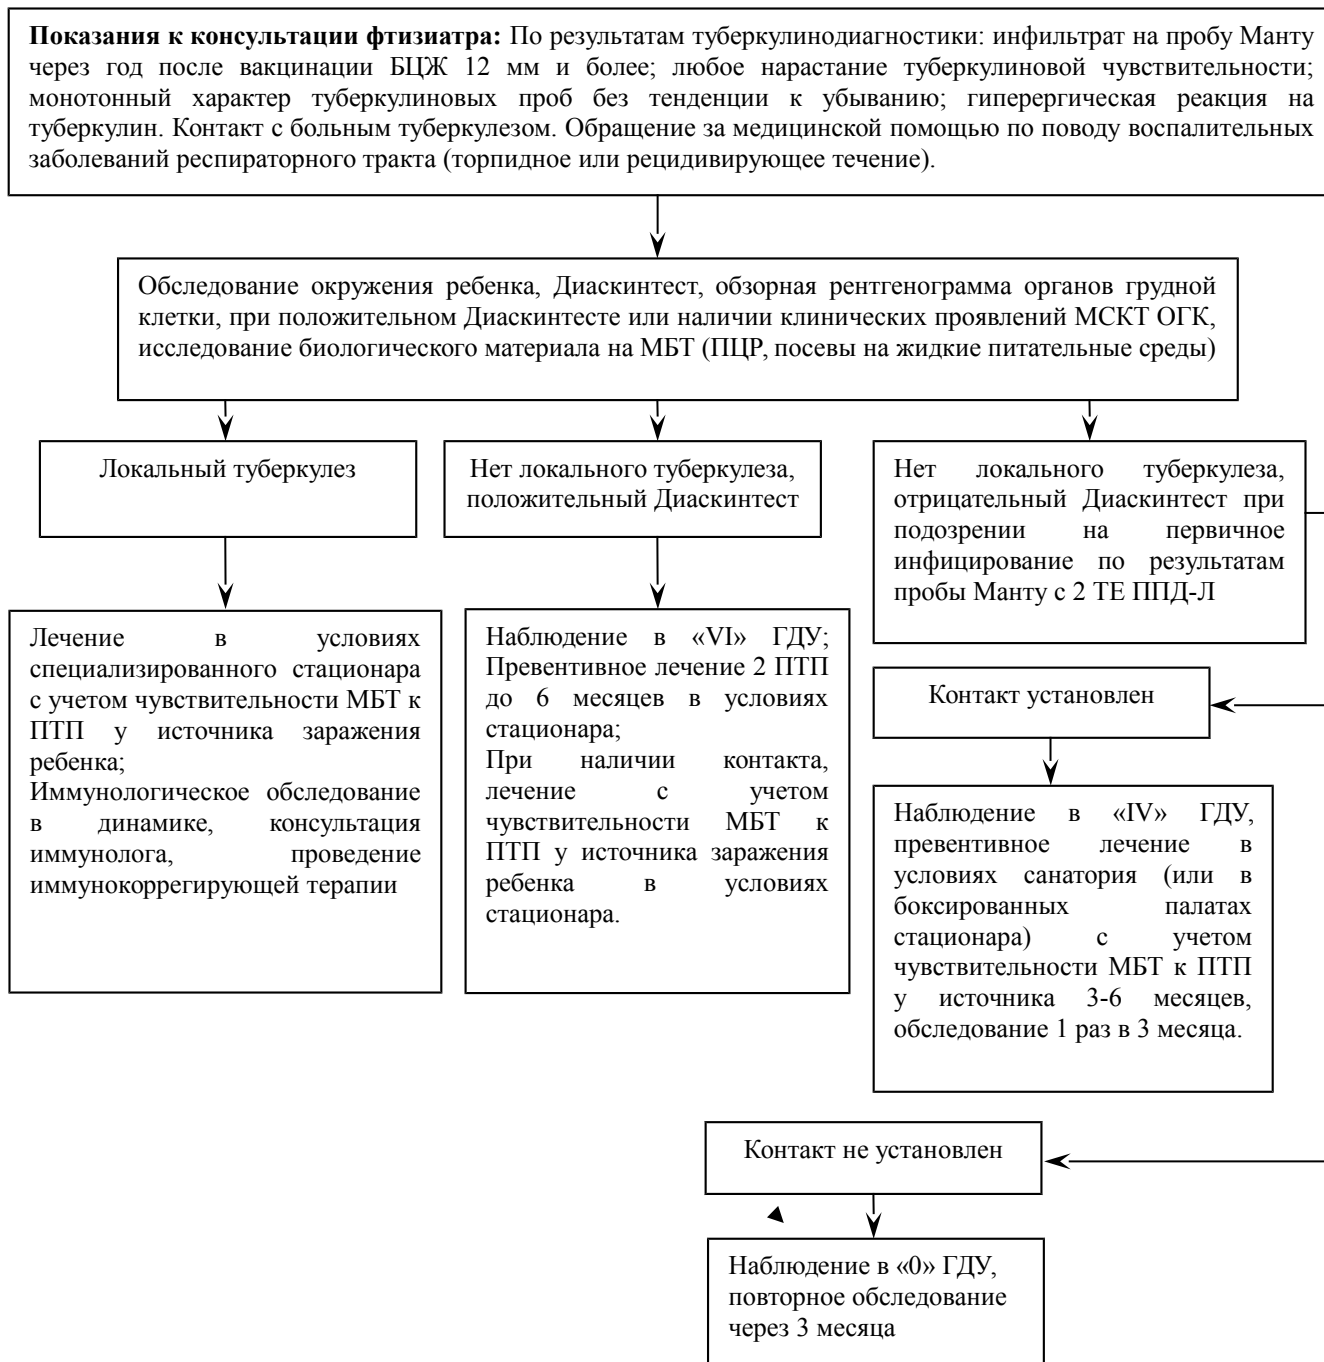 Показания к консультации фтизиатра: По результатам туберкулинодиагностики: инфильтрат на пробу Манту
через год после вакцинации БЦЖ 12 мм и более; любое нарастание туберкулиновой чувствительности;
монотонный характер туберкулиновых проб без тенденции к убыванию; гиперергическая реакция на
туберкулин. Контакт с больным туберкулезом. Обращение за медицинской помощью по поводу воспалительных
заболеваний респираторного тракта (торпидное или рецидивирующее течение).
Обследование окружения ребенка, Диаскинтест, обзорная рентгенограмма органов грудной
клетки, при положительном Диаскинтесте или наличии клинических проявлений МСКТ ОГК,
исследование биологического материала на МБТ (ПЦР, посевы на жидкие питательные среды)
Локальный туберкулез
Нет локального туберкулеза,
положительный Диаскинтест
Нет локального туберкулеза,
отрицательный Диаскинтест при
подозрении на первичное
инфицирование по результатам
пробы Манту с 2 ТЕ ППД-Л
Лечение в условиях
специализированного стационара
с учетом чувствительности МБТ к
ПТП у источника заражения
ребенка;
Иммунологическое обследование
в динамике, консультация
иммунолога, проведение
иммунокоррегирующей терапии
Наблюдение в «VI» ГДУ;
Превентивное лечение 2 ПТП
до 6 месяцев в условиях
стационара;
При наличии контакта,
лечение с учетом
чувствительности МБТ к
ПТП у источника заражения
ребенка в условиях
стационара.
Контакт установлен
Наблюдение в «IV» ГДУ,
превентивное лечение в
условиях санатория (или в
боксированных палатах
стационара) с учетом
чувствительности МБТ к ПТП
у источника 3-6 месяцев,
обследование 1 раз в 3 месяца.
Контакт не установлен
Наблюдение в «0» ГДУ,
повторное обследование
через 3 месяца